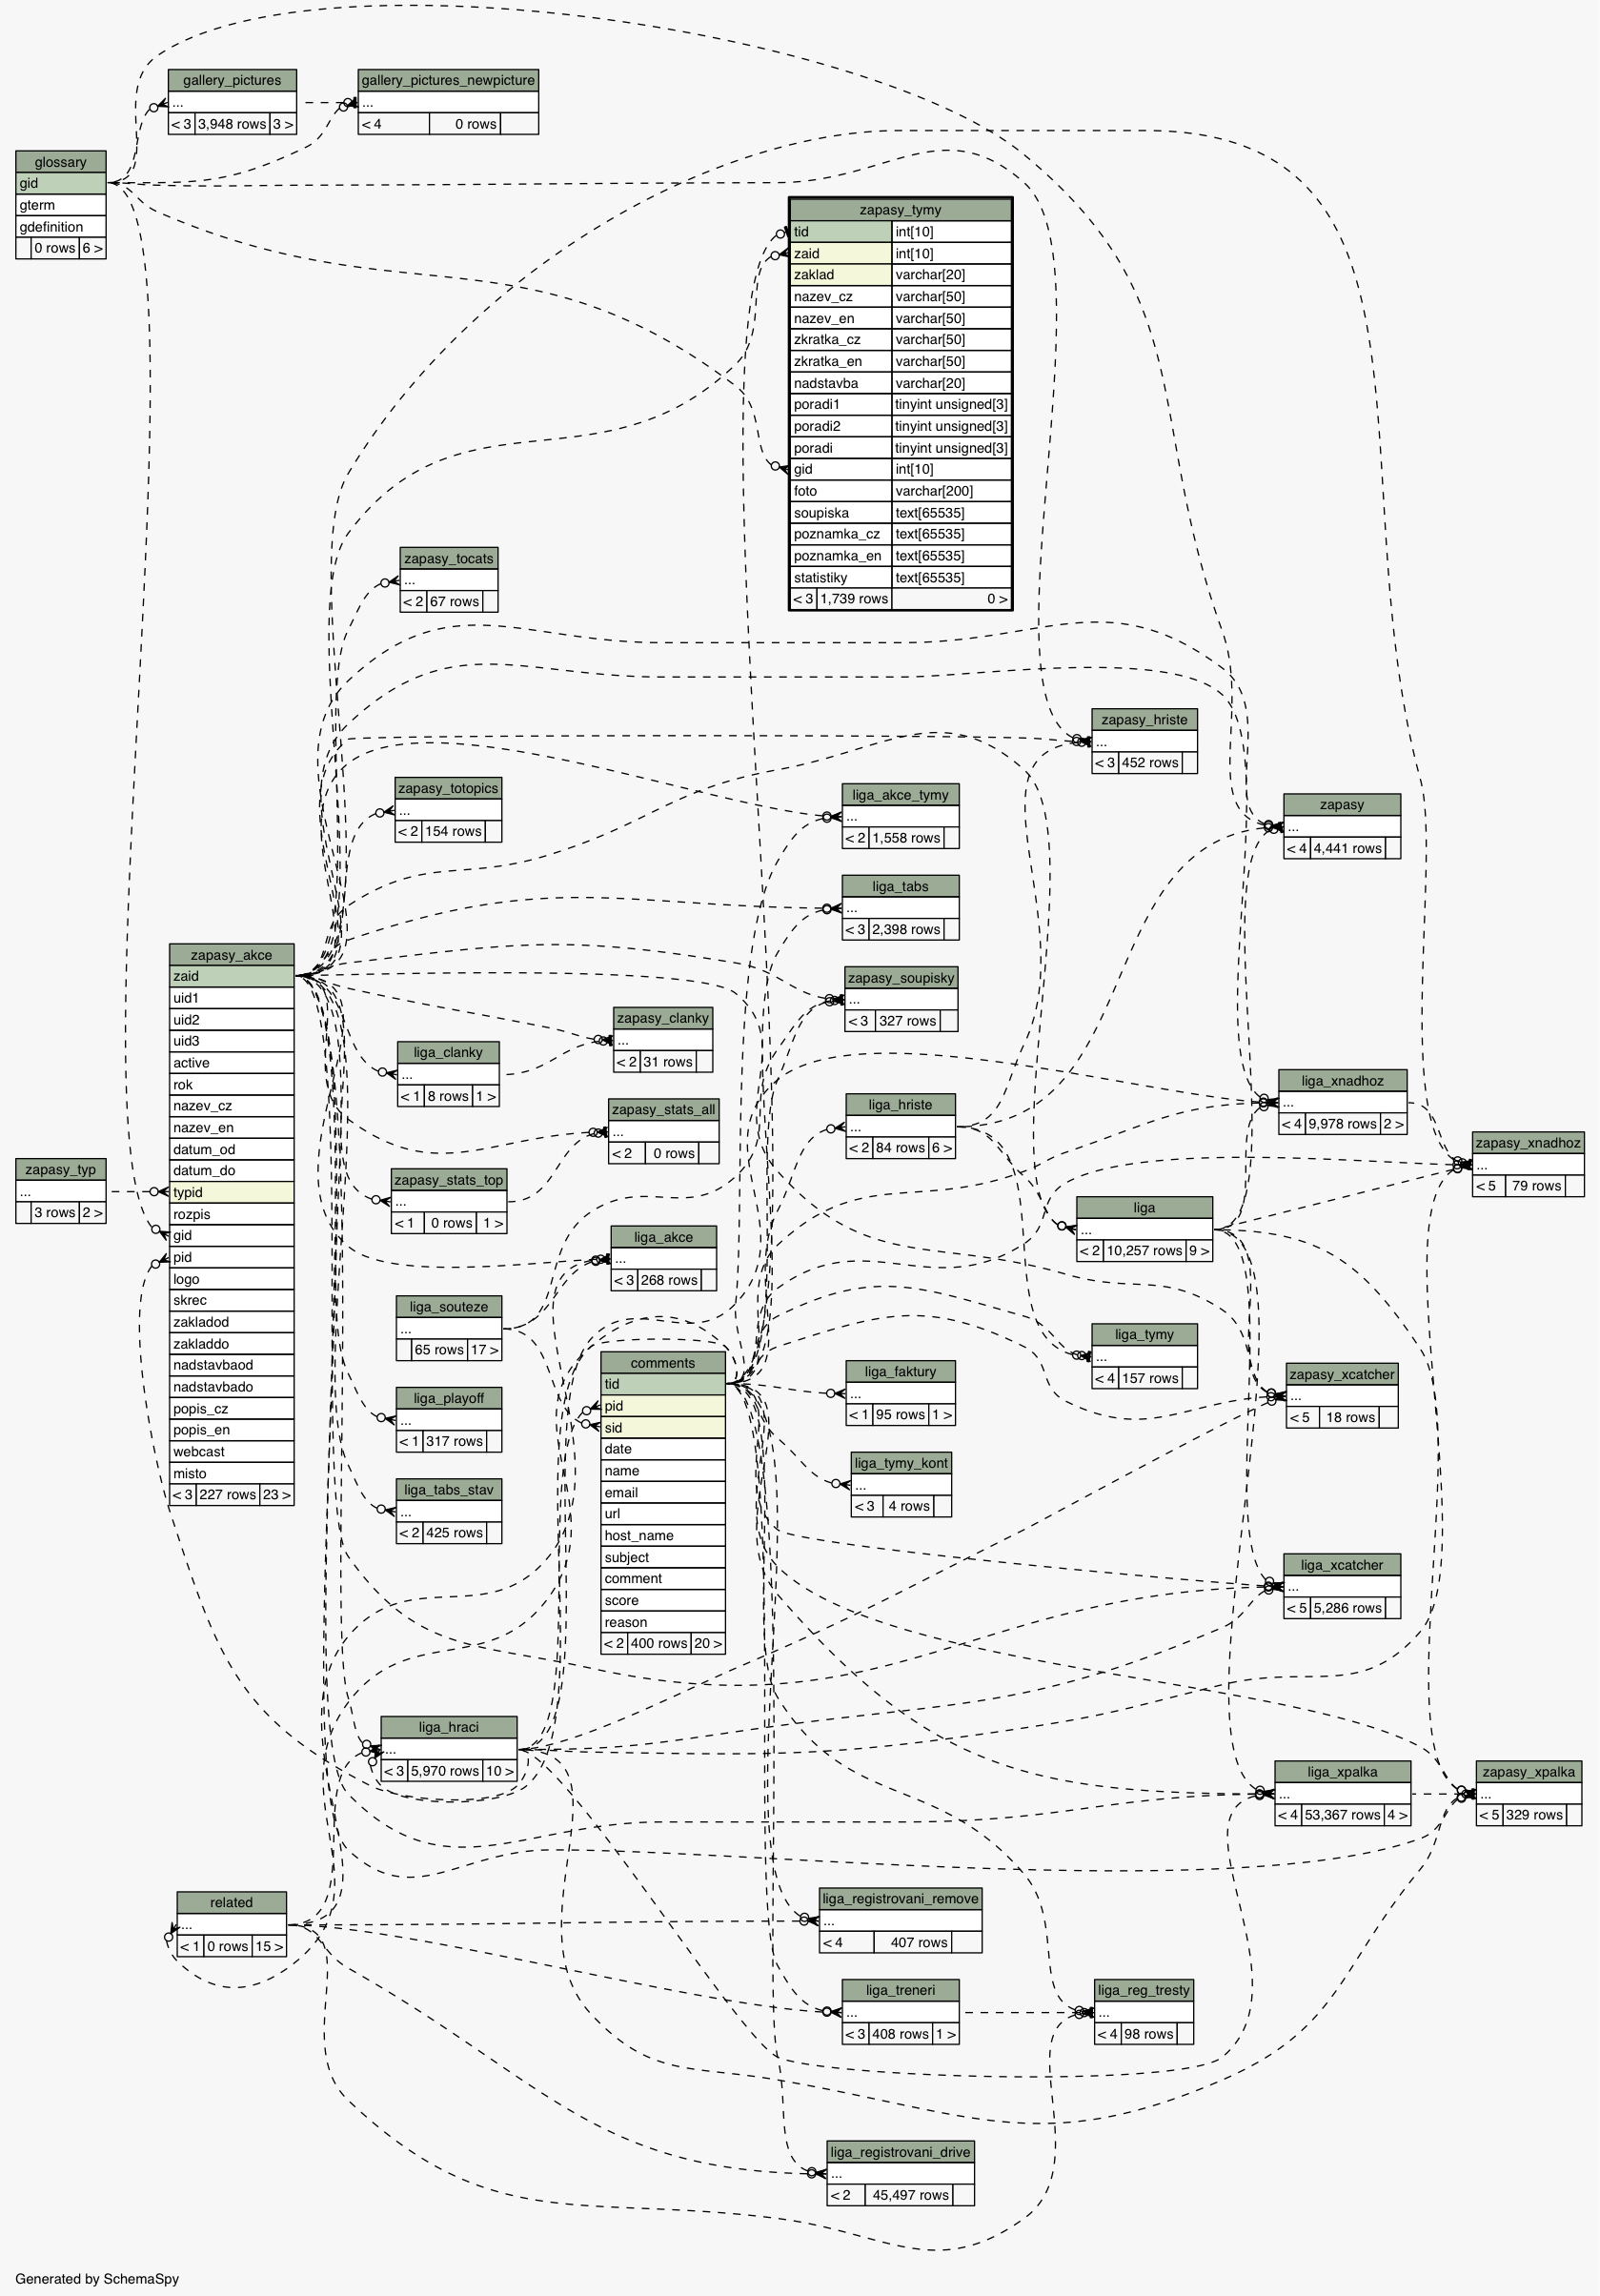 gallery_pictures
...
< 3 3,948 rows 3 >
gallery_pictures_newpicture
...
< 4 0 rows
glossary
gid
gterm
gdefinition
0 rows 6 >
zapasy_tymy
tid int[10]
zaid int[10]
zaklad varchar[20]
nazev_cz varchar[50]
nazev_en varchar[50]
zkratka_cz varchar[50]
zkratka_en varchar[50]
nadstavba varchar[20]
poradi1 tinyint unsigned[3]
poradi2 tinyint unsigned[3]
poradi tinyint unsigned[3]
gid int[10]
foto varchar[200]
soupiska text[65535]
poznamka_cz text[65535]
poznamka_en text[65535]
statistiky text[65535]
< 3 1,739 rows 0 >
zapasy_tocats
...
< 2 67 rows
zapasy_hriste
...
< 3 452 rows
zapasy_totopics
...
< 2 154 rows
liga_akce_tymy
...
< 2 1,558 rows
zapasy
...
< 4 4,441 rows
liga_tabs
...
< 3 2,398 rows
zapasy_akce
zaid
uid1
uid2
uid3
active
rok
nazev_cz
nazev_en
datum_od
datum_do
typid
rozpis
gid
pid
logo
skrec
zakladod
zakladdo
nadstavbaod
nadstavbado
popis_cz
popis_en
webcast
misto
< 3 227 rows 23 >
zapasy_soupisky
...
< 3 327 rows
zapasy_clanky
...
< 2 31 rows
liga_clanky
...
< 1 8 rows 1 >
liga_xnadhoz
...
< 4 9,978 rows 2 >
liga_hriste
...
< 2 84 rows 6 >
zapasy_stats_all
...
< 2 0 rows
zapasy_xnadhoz
...
< 5 79 rows
zapasy_typ
...
3 rows 2 >
zapasy_stats_top
...
< 1 0 rows 1 >
liga
...
< 2 10,257 rows 9 >
liga_akce
...
< 3 268 rows
liga_souteze
...
65 rows 17 >
liga_tymy
...
< 4 157 rows
comments
tid
pid
sid
date
name
email
url
host_name
subject
comment
score
reason
< 2 400 rows 20 >
liga_faktury
...
< 1 95 rows 1 >
zapasy_xcatcher
...
< 5 18 rows
liga_playoff
...
< 1 317 rows
liga_tymy_kont
...
< 3 4 rows
liga_tabs_stav
...
< 2 425 rows
liga_xcatcher
...
< 5 5,286 rows
liga_hraci
...
< 3 5,970 rows 10 >
liga_xpalka
...
< 4 53,367 rows 4 >
zapasy_xpalka
...
< 5 329 rows
related
...
< 1 0 rows 15 >
liga_registrovani_remove
...
< 4 407 rows
liga_treneri
...
< 3 408 rows 1 >
liga_reg_tresty
...
< 4 98 rows
liga_registrovani_drive
...
< 2 45,497 rows
Generated by SchemaSpy